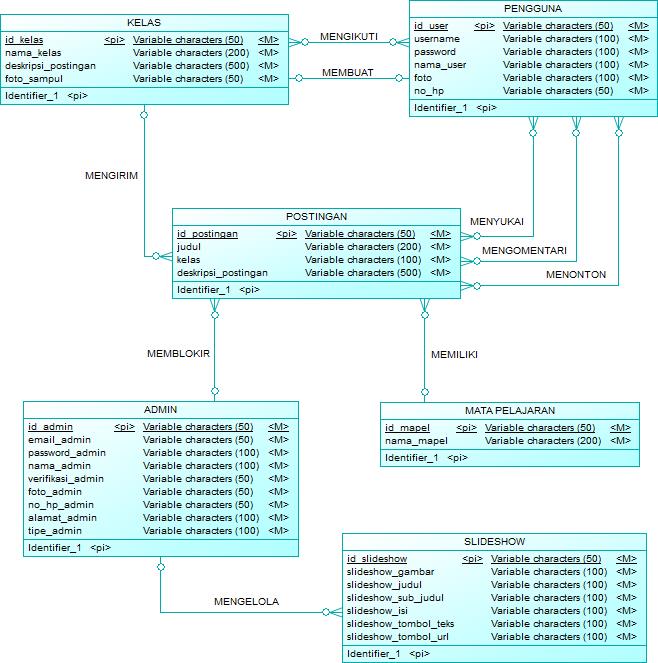 KELAS
id_kelas <pi> Variable characters (50) <M>
nama_kelas Variable characters (200) <M>
deskripsi_postingan Variable characters (500) <M>
foto_sampul Variable characters (50) <M>
Identifier_1 <pi>
MENGIKUTI
MEMBUAT
PENGGUNA
id_user <pi> Variable characters (50) <M>
username Variable characters (100) <M>
password Variable characters (100) <M>
nama_user Variable characters (100) <M>
foto Variable characters (100) <M>
no_hp Variable characters (50) <M>
Identifier_1 <pi>
MENGIRIM
POSTINGAN
id_postingan <pi> Variable characters (50) <M>
judul Variable characters (200) <M>
kelas Variable characters (100) <M>
deskripsi_postingan Variable characters (500) <M>
Identifier_1 <pi>
MENYUKAI
MENGOMENTARI
MENONTON
MEMBLOKIR
MEMILIKI
ADMIN
id_admin <pi> Variable characters (50) <M>
email_admin Variable characters (50) <M>
password_admin Variable characters (100) <M>
nama_admin Variable characters (100) <M>
verifikasi_admin Variable characters (50) <M>
foto_admin Variable characters (50) <M>
no_hp_admin Variable characters (50) <M>
alamat_admin Variable characters (100) <M>
tipe_admin Variable characters (100) <M>
Identifier_1 <pi>
MATA PELAJARAN
id_mapel <pi> Variable characters (50) <M>
nama_mapel Variable characters (200) <M>
Identifier_1 <pi>
MENGELOLA
SLIDESHOW
id_slideshow <pi> Variable characters (50) <M>
slideshow_gambar Variable characters (100) <M>
slideshow_judul Variable characters (100) <M>
slideshow_sub_judul Variable characters (100) <M>
slideshow_isi Variable characters (100) <M>
slideshow_tombol_teks Variable characters (100) <M>
slideshow_tombol_url Variable characters (100) <M>
Identifier_1 <pi>